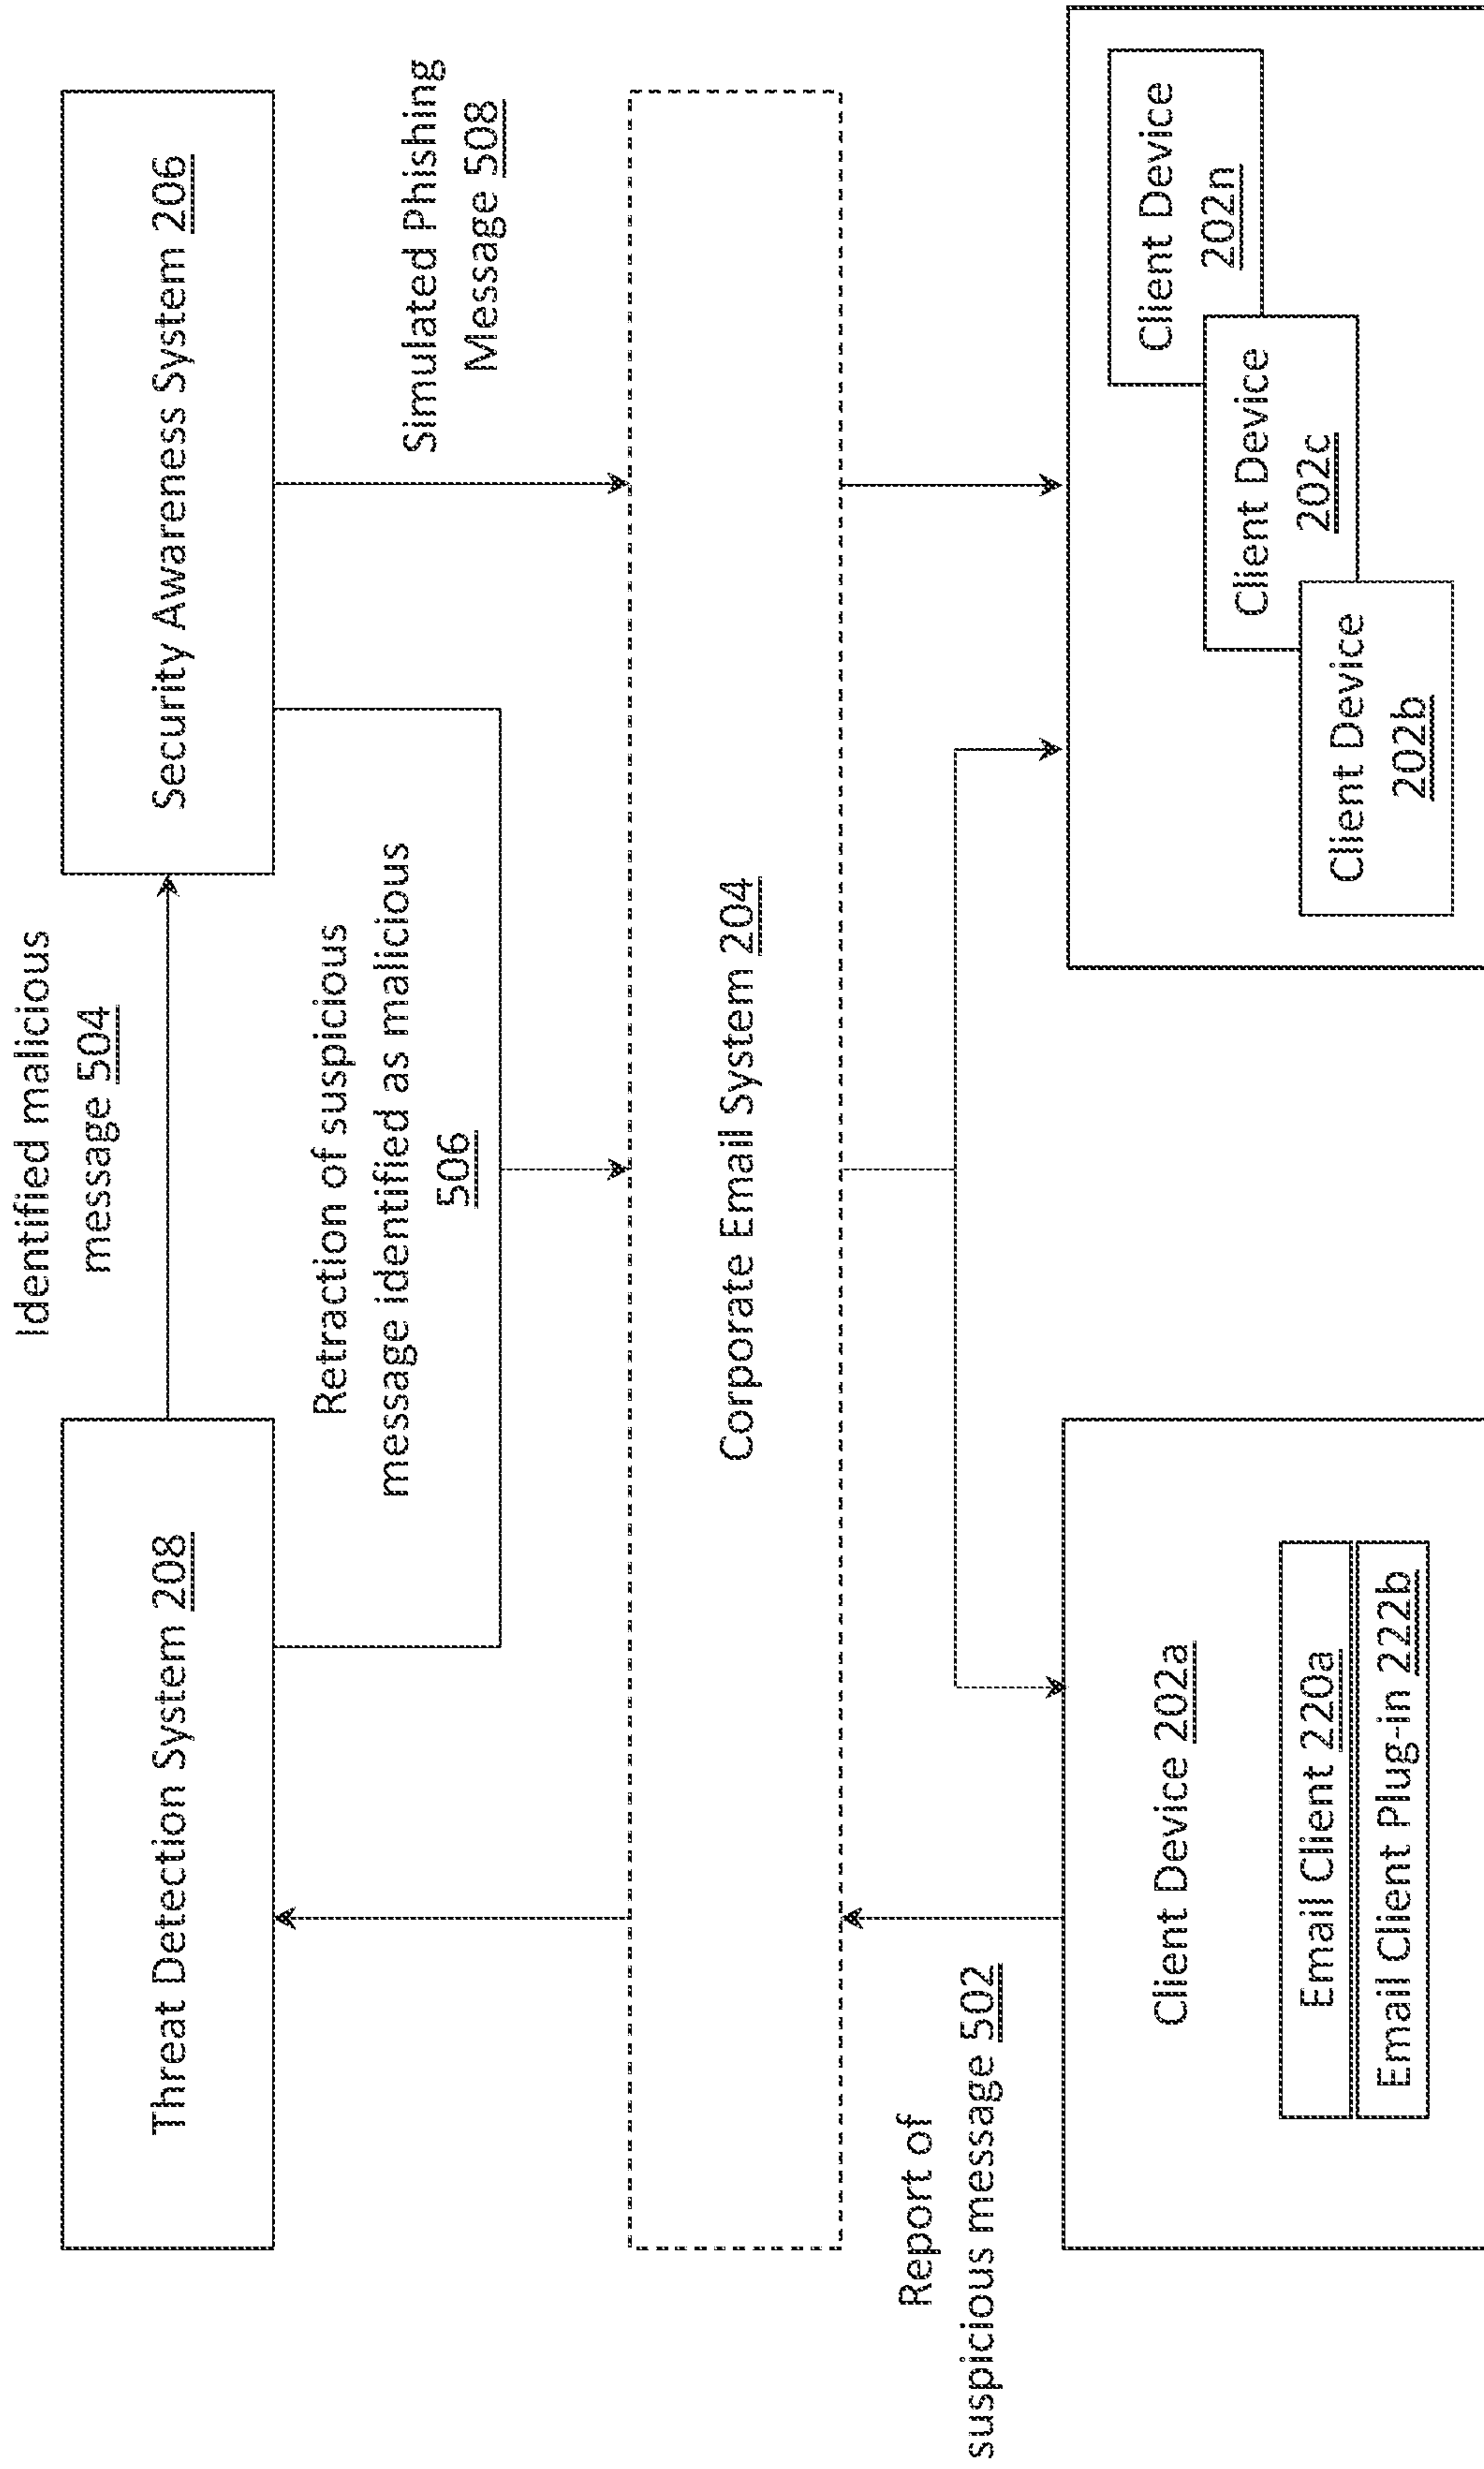 Identified malicious
message 504
Threat Detection System 208
Security Awareness System 206
Retraction of suspicious
message identified as malicious
506
Simulated Phishing
Message 508
Corporate Email System 204
Report of
suspicious message 502
Client Device 202a
Email Client 220a
Email Client Plug-in 222b
Client Device
202b
Client Device
202c
Client Device
202n